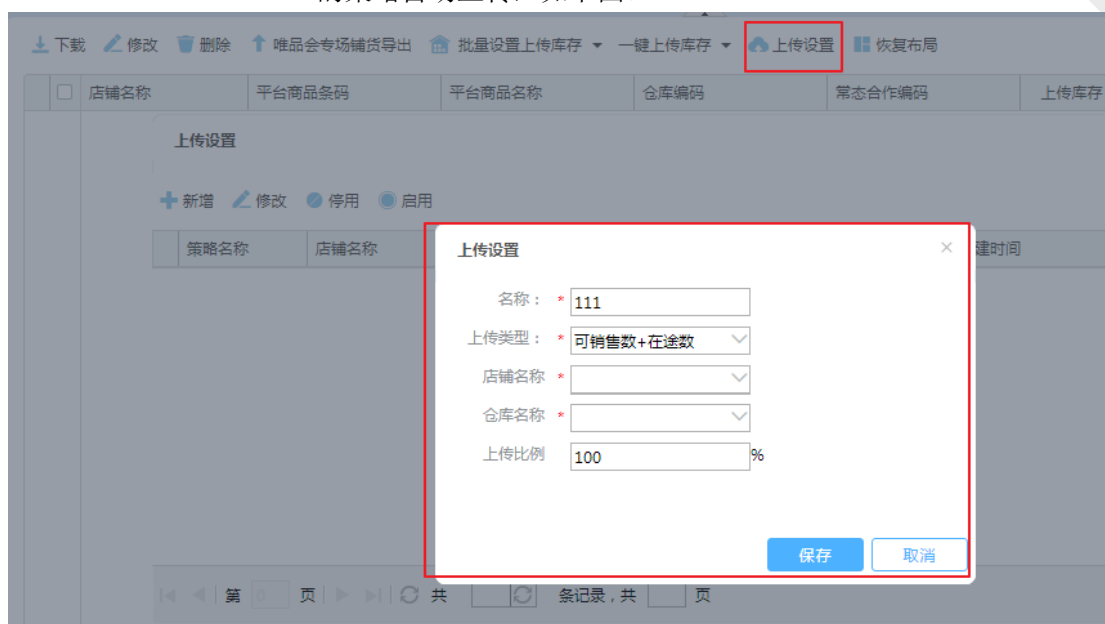 下载 修改 删除 唯品会专场铺货导出 批量设置上传库存 一键上传库存 上传设置 恢复布局
店铺名称 平台商品条码 平台商品名称 仓库编码 常态合作编码 上传库存
上传设置
新增 修改 停用 启用
策略名称 店铺名称 建时间
上传设置
名称： * 111
上传类型： * 可销售数+在途数
店铺名称 *
仓库名称 *
上传比例 100 %
保存 取消
第 0 页 共 条记录，共 页